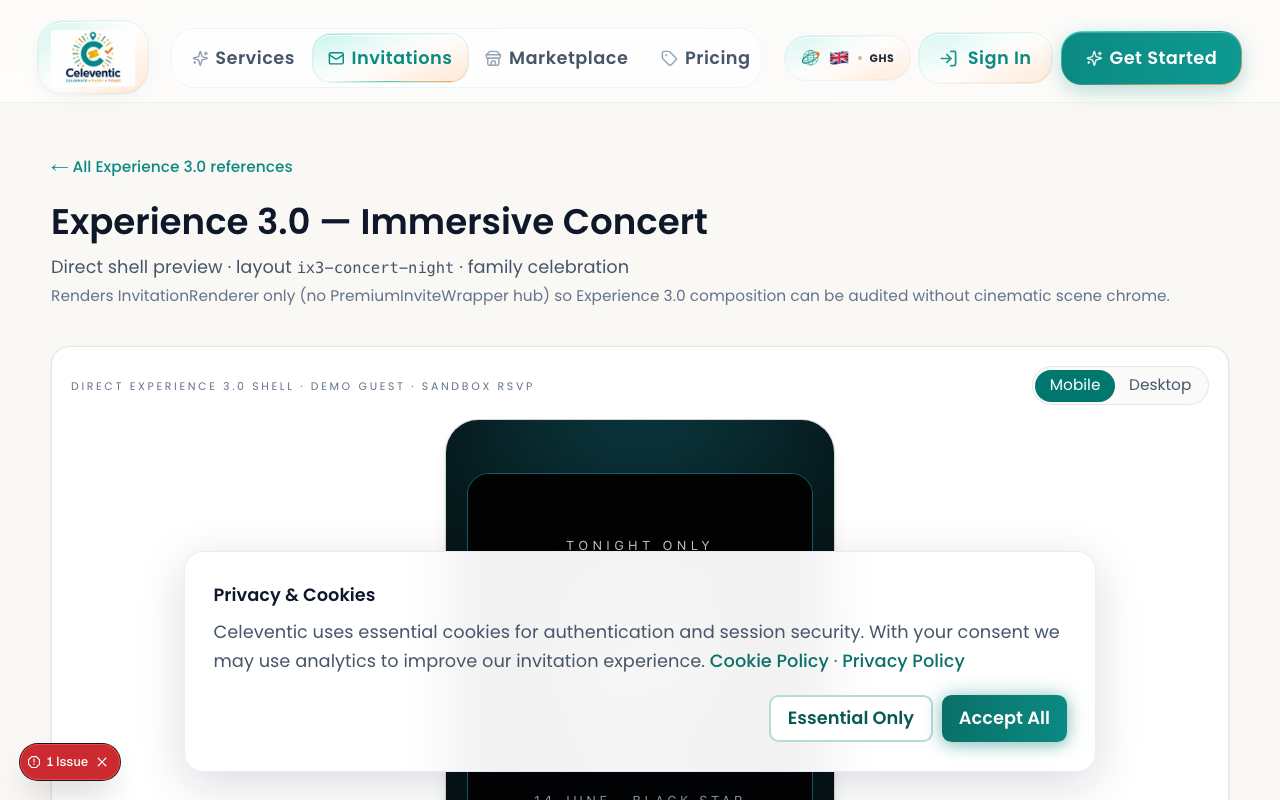 Celeventic
Services
Invitations
Marketplace
Pricing
GHS
Sign In
Get Started
← All Experience 3.0 references
Experience 3.0 — Immersive Concert
Direct shell preview · layout ix3-concert-night · family celebration
Renders InvitationRenderer only (no PremiumInviteWrapper hub) so Experience 3.0 composition can be audited without cinematic scene chrome.
DIRECT EXPERIENCE 3.0 SHELL · DEMO GUEST · SANDBOX RSVP
Mobile
Desktop
TONIGHT ONLY
Privacy & Cookies
Celeventic uses essential cookies for authentication and session security. With your consent we
may use analytics to improve our invitation experience. Cookie Policy · Privacy Policy
Essential Only
Accept All
1 Issue
14 JUNE · BLACK STAR